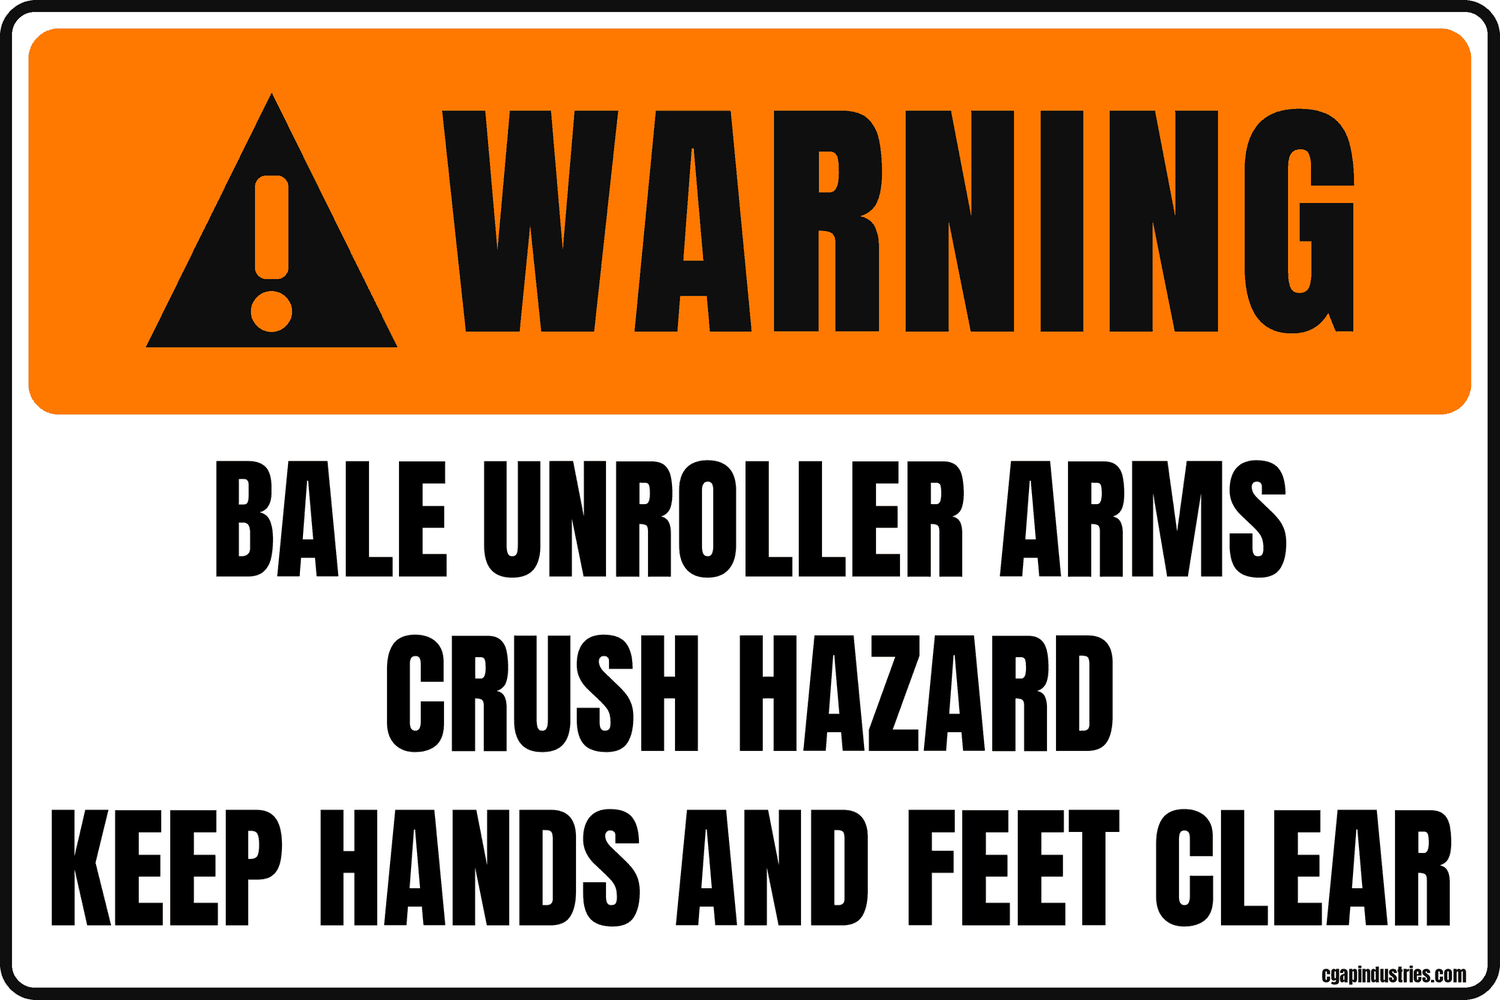 WARNING
BALE UNROLLER ARMS
CRUSH HAZARD
KEEP HANDS AND FEET CLEAR
cgapindustries.com